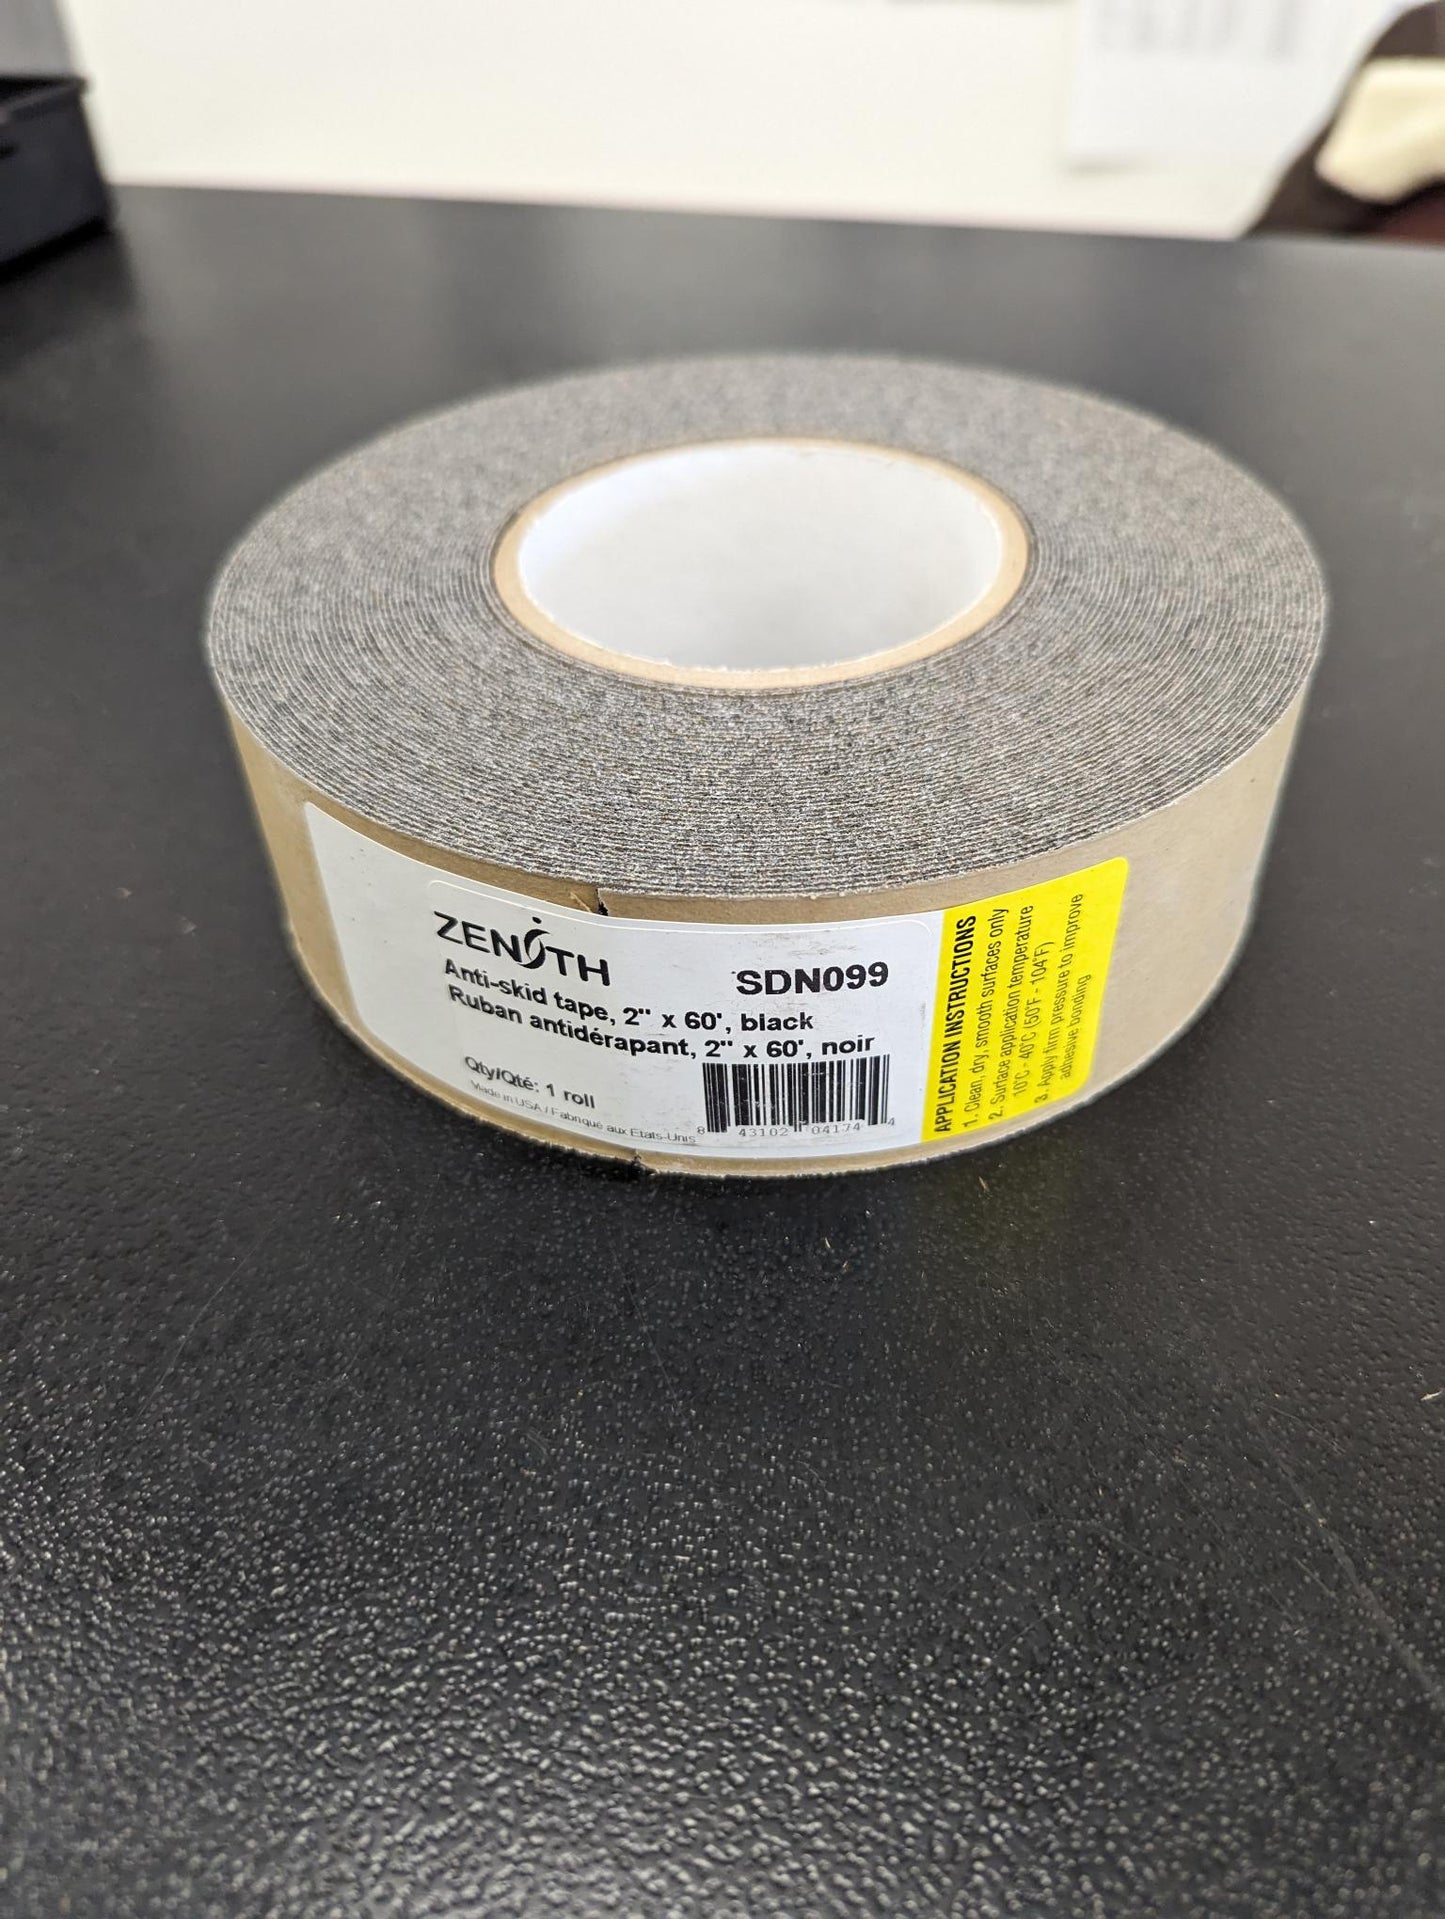 ZENITH
SDN099
Anti-skid tape, 2" x 60', black
Ruban antidérapant, 2" x 60', noir
Qty/Qté: 1 roll
Made in USA / Fabriqué aux États-Unis
8 43102 04174 4
APPLICATION INSTRUCTIONS
1. Clean, dry, smooth surfaces only
2. Surface application temperature
10°C - 40°C (50°F - 104°F)
3. Apply firm pressure to improve
adhesive bonding